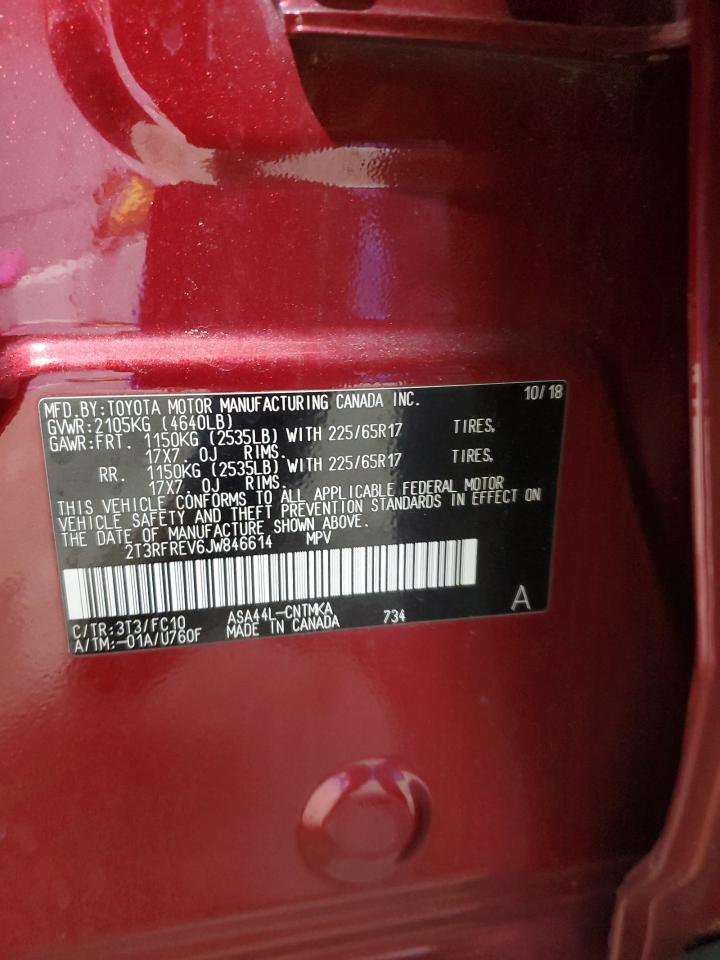 MFD.BY:TOYOTA MOTOR MANUFACTURING CANADA INC. 10/18
GVWR:2105KG (4640LB)
GAWR:FRT. 1150KG (2535LB) WITH 225/65R17 TIRES,
17X7 0J RIMS.
RR. 1150KG (2535LB) WITH 225/65R17 TIRES,
17X7 0J RIMS.
THIS VEHICLE CONFORMS TO ALL APPLICABLE FEDERAL MOTOR
VEHICLE SAFETY AND THEFT PREVENTION STANDARDS IN EFFECT ON
THE DATE OF MANUFACTURE SHOWN ABOVE.
2T3RFREV6JW846614 MPV
C/TR:3T3/FC10 ASA44L-CNTMKA 734
A/TM:-01A/U760F MADE IN CANADA
A